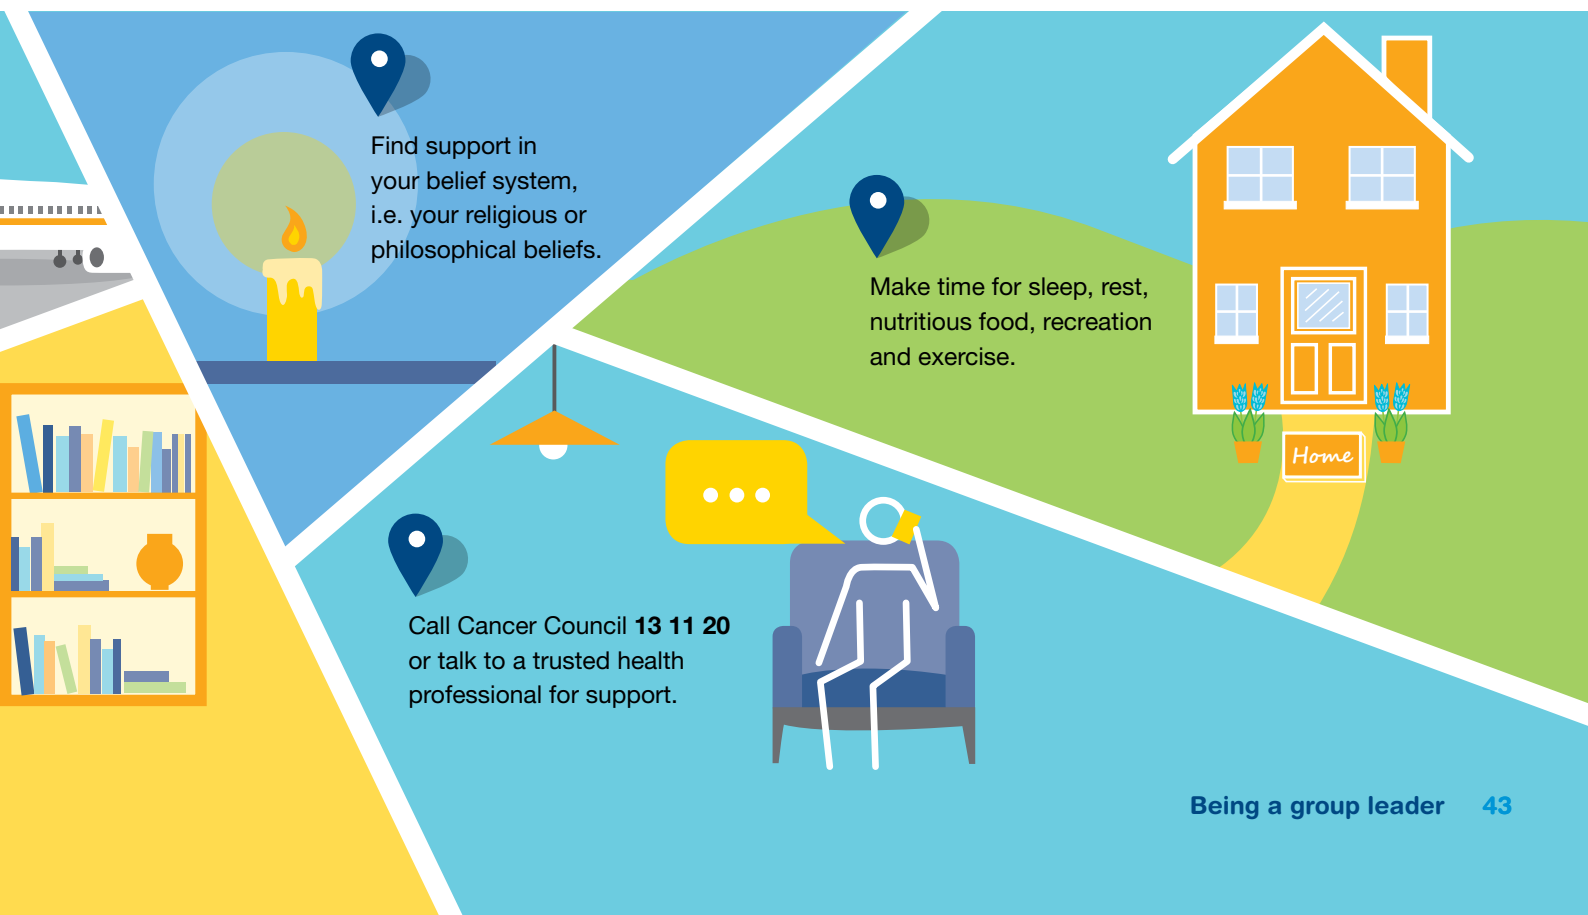 Find support in
your belief system,
i.e. your religious or
philosophical beliefs.
Make time for sleep, rest,
nutritious food, recreation
and exercise.
Home
Call Cancer Council 13 11 20
or talk to a trusted health
professional for support.
Being a group leader 43